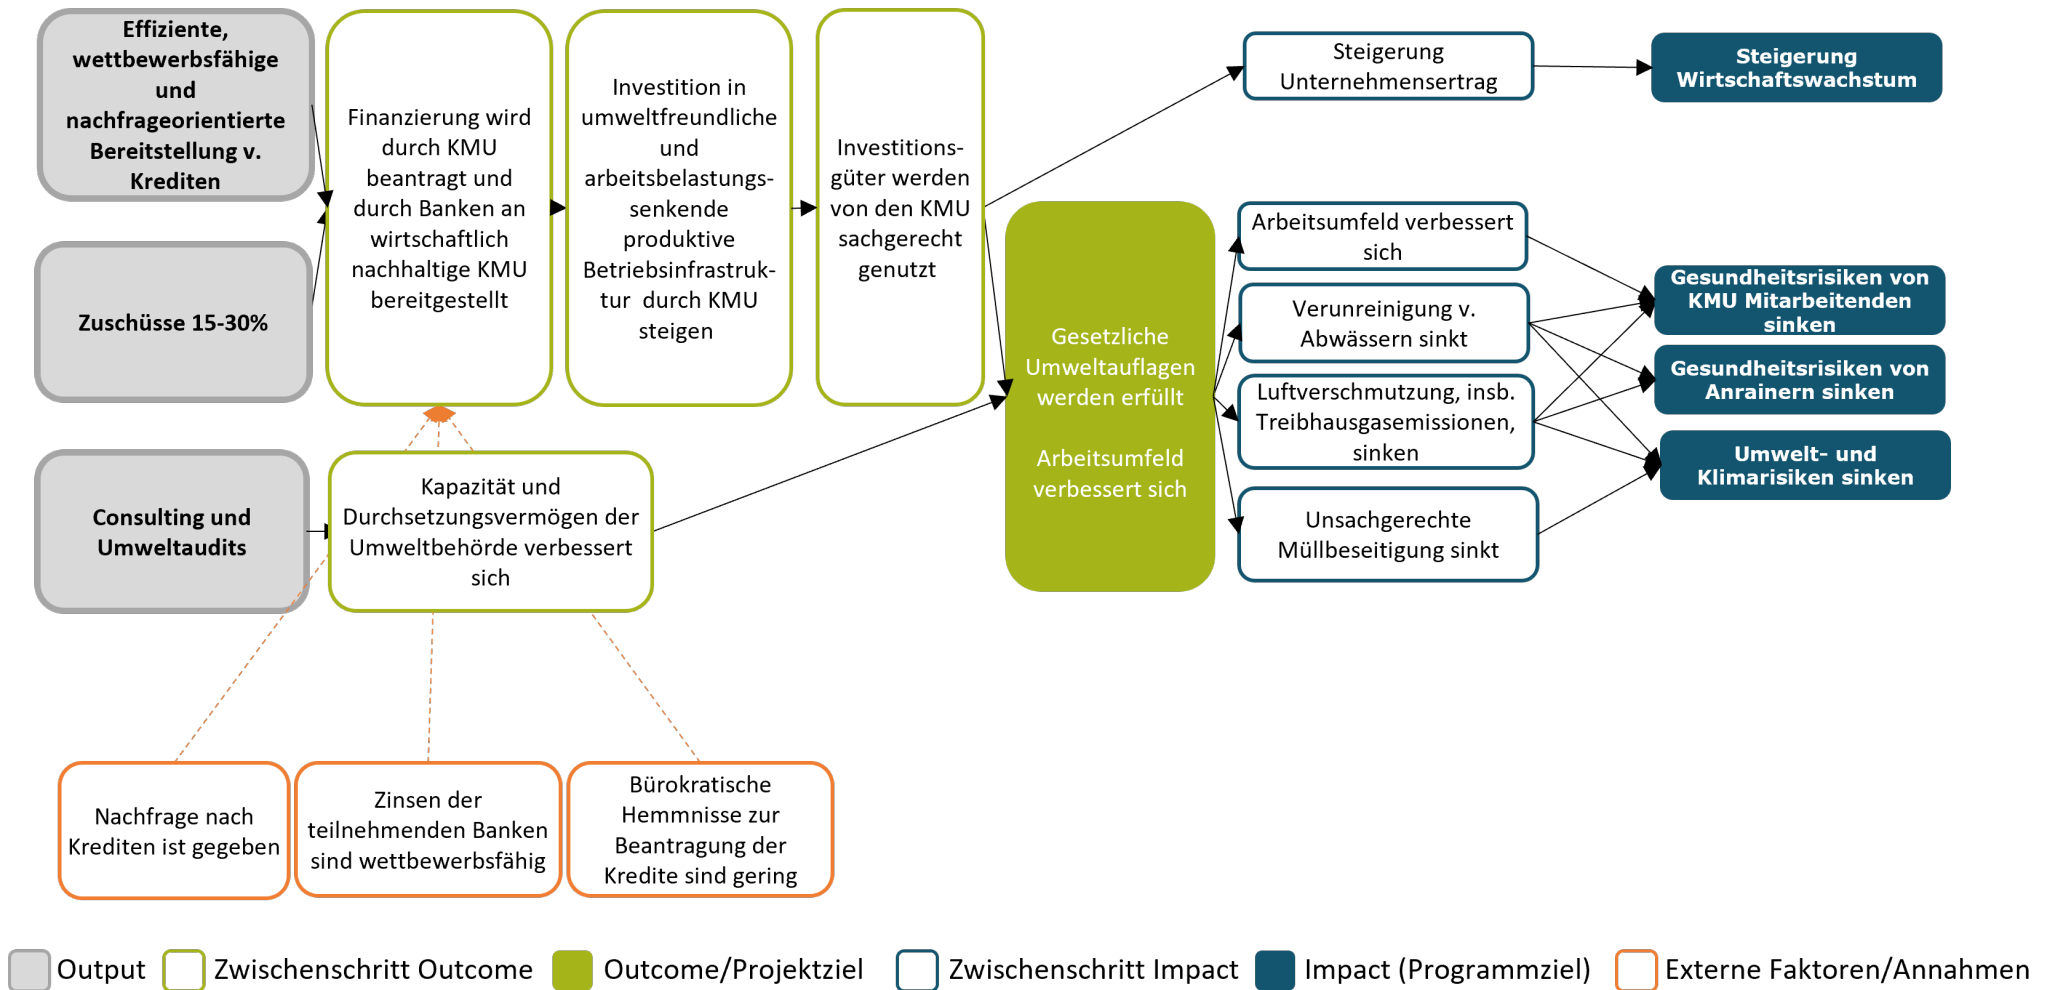 Effiziente,
wettbewerbsfähige
und
nachfrageorientierte
Bereitstellung v.
Krediten
Zuschüsse 15-30%
Consulting und
Umweltaudits
Finanzierung wird
durch KMU
beantragt und
durch Banken an
wirtschaftlich
nachhaltige KMU
bereitgestellt
Investition in
umweltfreundliche
und
arbeitsbelastungs-
senkende
produktive
Betriebsinfrastruk-
tur durch KMU
steigen
Investitions-
güter werden
von den KMU
sachgerecht
genutzt
Kapazität und
Durchsetzungsvermögen der
Umweltbehörde verbessert
sich
Gesetzliche
Umweltauflagen
werden erfüllt
Arbeitsumfeld
verbessert sich
Steigerung
Unternehmensertrag
Arbeitsumfeld verbessert
sich
Verunreinigung v.
Abwässern sinkt
Luftverschmutzung, insb.
Treibhausgasemissionen,
sinken
Unsachgerechte
Müllbeseitigung sinkt
Steigerung
Wirtschaftswachstum
Gesundheitsrisiken von
KMU Mitarbeitenden
sinken
Gesundheitsrisiken von
Anrainern sinken
Umwelt- und
Klimarisiken sinken
Nachfrage nach
Krediten ist gegeben
Zinsen der
teilnehmenden Banken
sind wettbewerbsfähig
Bürokratische
Hemmnisse zur
Beantragung der
Kredite sind gering
Output
Zwischenschritt Outcome
Outcome/Projektziel
Zwischenschritt Impact
Impact (Programmziel)
Externe Faktoren/Annahmen